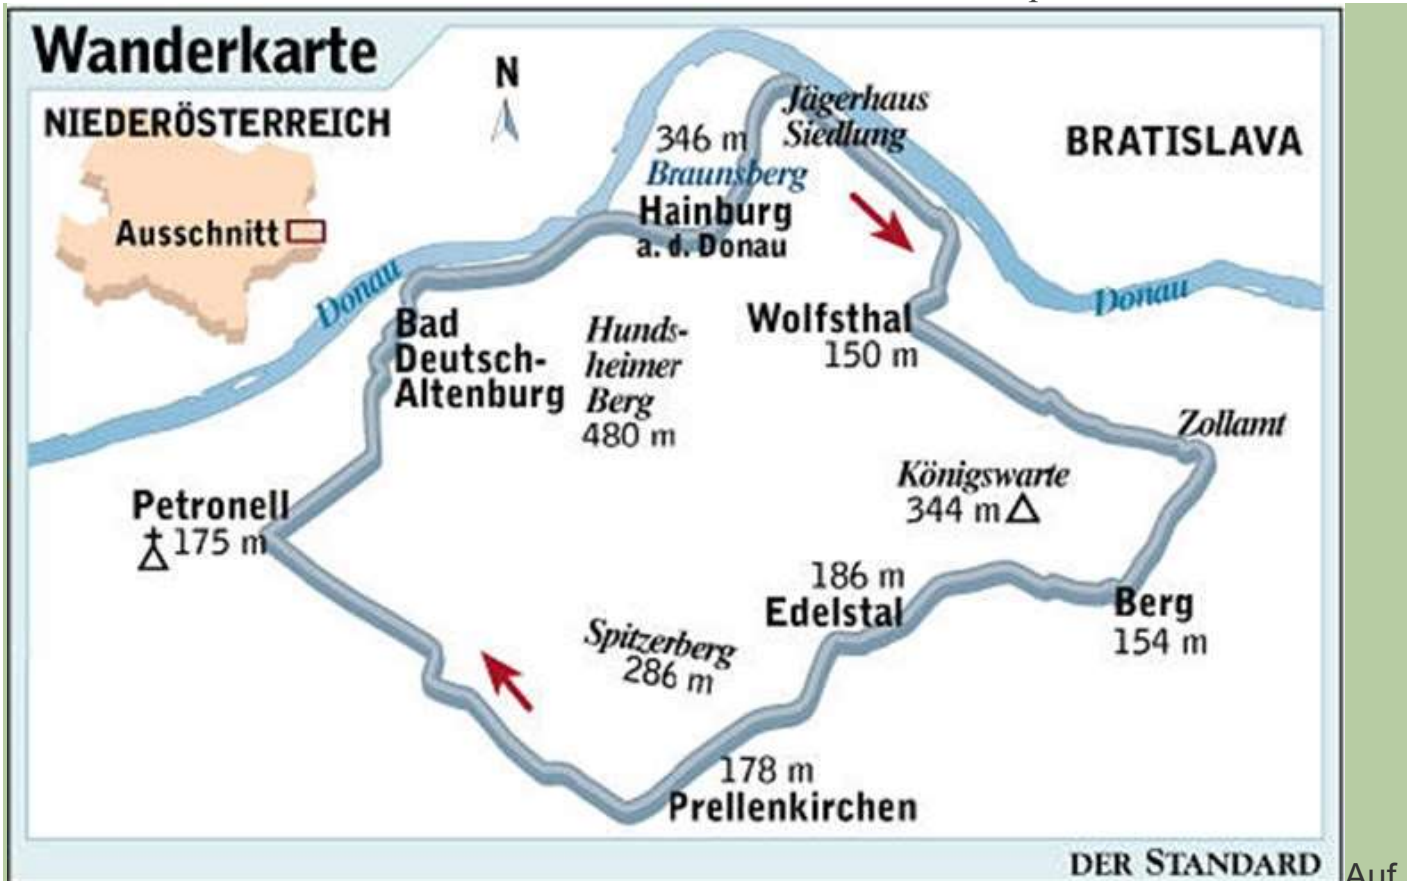 Wanderkarte
NIEDERÖSTERREICH
Ausschnitt
N
346 m
Braunsberg
Hainburg
a. d. Donau
Jägerhaus
Siedlung
BRATISLAVA
Donau
Donau
Bad
Deutsch-
Altenburg
Hunds-
heimer
Berg
480 m
Wolfsthal
150 m
Zollamt
Königswarte
344 m
Petronell
175 m
186 m
Edelstal
Berg
154 m
Spitzerberg
286 m
178 m
Prellenkirchen
DER STANDARD
Auf